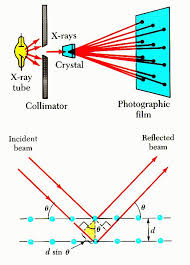 X-rays
X-ray
tube
Crystal
Collimator
Photographic
film
Incident
beam
Reflected
beam
θ
θ
θ
θ
d
d sin θ